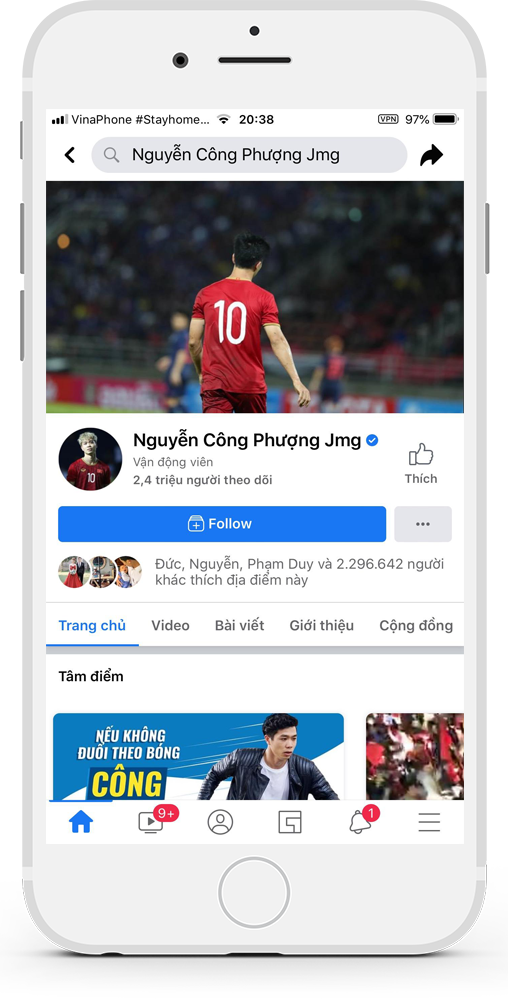 VinaPhone #Stayhome... 20:38 VPN 97%
Nguyễn Công Phượng Jmg
10
Nguyễn Công Phượng Jmg
Vận động viên
2,4 triệu người theo dõi
Thích
10
Follow
Đức, Nguyễn, Phạm Duy và 2.296.642 người
khác thích địa điểm này
Trang chủ Video Bài viết Giới thiệu Cộng đồng
Tâm điểm
NẾU KHÔNG
ĐUỔI THEO BÓNG
CÔNG
9+ 1